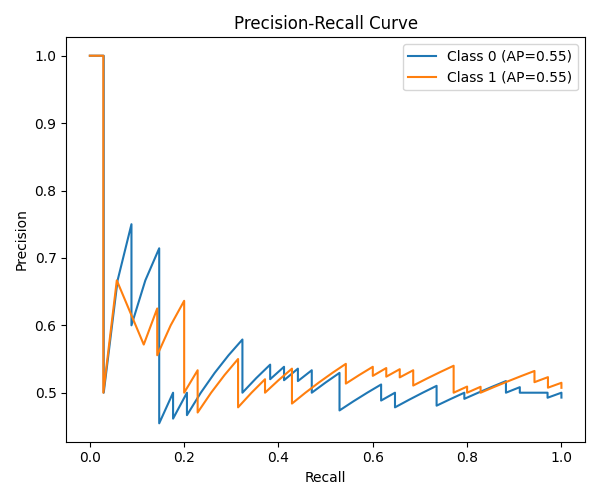 Precision-Recall Curve
Class 0 (AP=0.55)
Class 1 (AP=0.55)
Precision
1.0
0.9
0.8
0.7
0.6
0.5
0.0 0.2 0.4 0.6 0.8 1.0
Recall